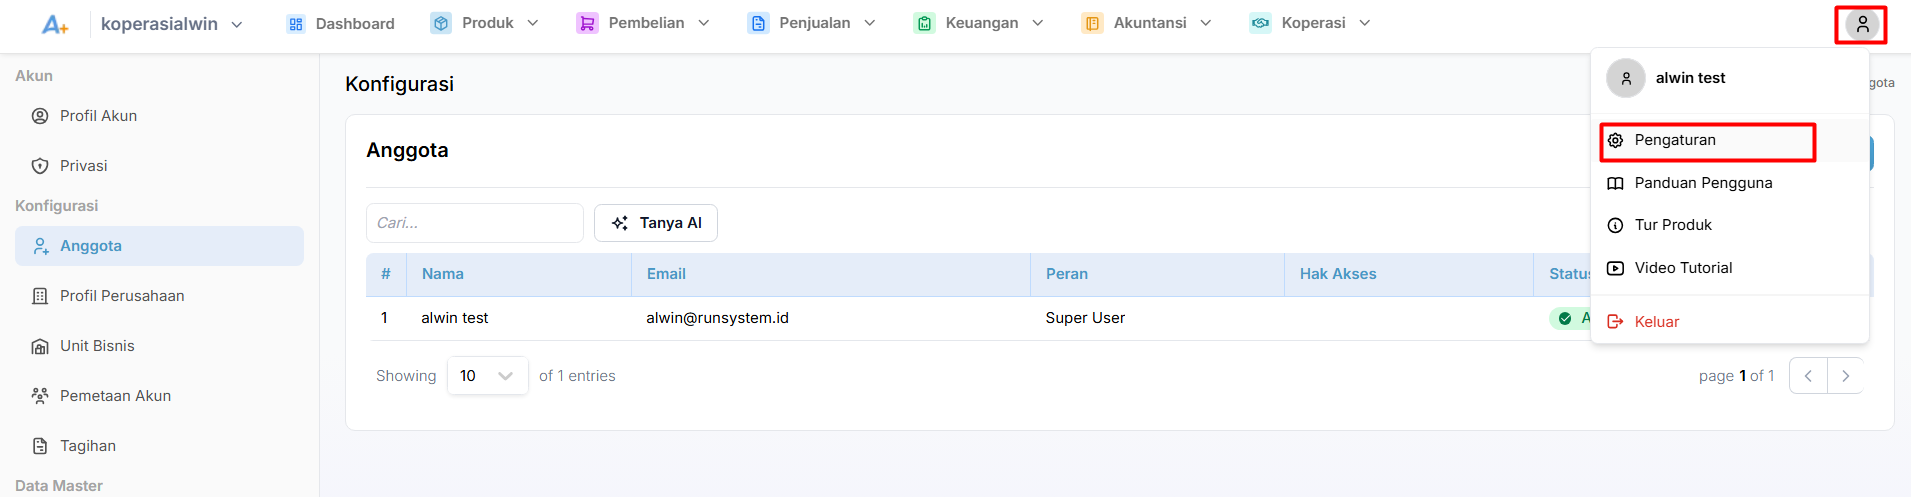 A+ koperasialwin Dashboard Produk Pembelian Penjualan Keuangan Akuntansi Koperasi
Akun
Profil Akun
Privasi
Konfigurasi
Anggota
Profil Perusahaan
Unit Bisnis
Pemetaan Akun
Tagihan
Data Master
Konfigurasi
Anggota
Cari...
Tanya AI
# Nama Email Peran Hak Akses
1 alwin test alwin@runsystem.id Super User
Showing 10 of 1 entries
page 1 of 1
alwin test
Pengaturan
Panduan Pengguna
Tur Produk
Video Tutorial
Keluar